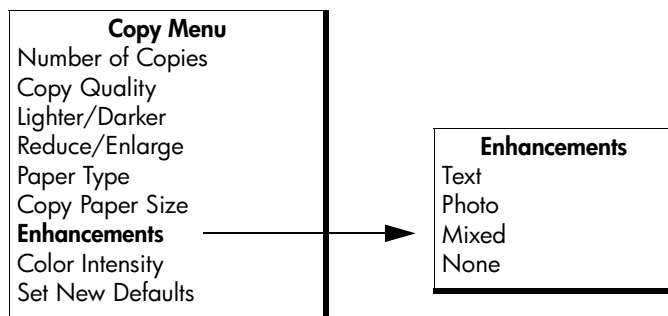 Copy Menu
Number of Copies
Copy Quality
Lighter/Darker
Reduce/Enlarge
Paper Type
Copy Paper Size
Enhancements
Color Intensity
Set New Defaults
Enhancements
Text
Photo
Mixed
None